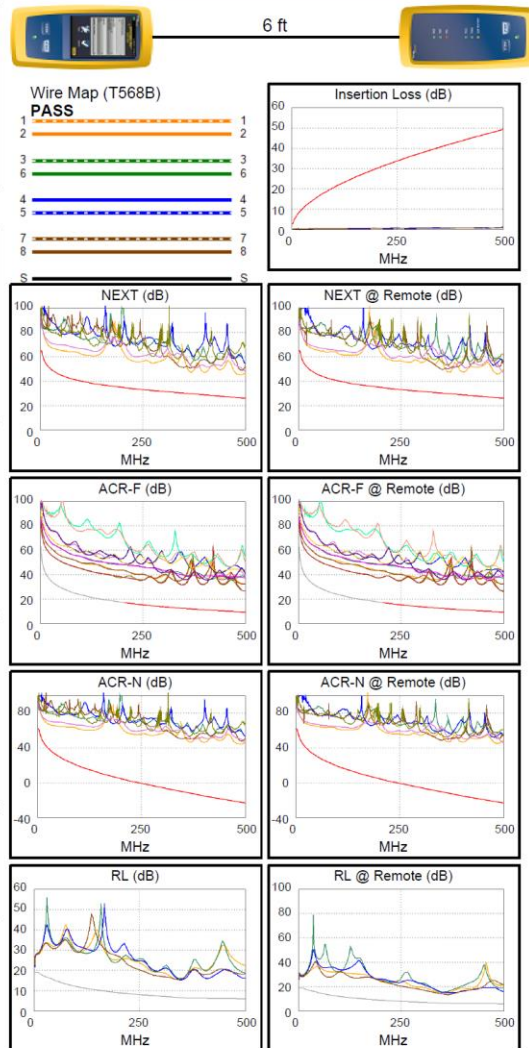 6 ft
Wire Map (T568B)
PASS
1 1
2 2
3 3
6 6
4 4
5 5
7 7
8 8
S S
Insertion Loss (dB)
60
50
40
30
20
10
0
0 250 500
MHz
NEXT (dB)
100
80
60
40
20
0
0 250 500
MHz
NEXT @ Remote (dB)
100
80
60
40
20
0
0 250 500
MHz
ACR-F (dB)
100
80
60
40
20
0
0 250 500
MHz
ACR-F @ Remote (dB)
100
80
60
40
20
0
0 250 500
MHz
ACR-N (dB)
80
40
0
-40
0 250 500
MHz
ACR-N @ Remote (dB)
80
40
0
-40
0 250 500
MHz
RL (dB)
60
50
40
30
20
10
0
0 250 500
MHz
RL @ Remote (dB)
100
80
60
40
20
0
0 250 500
MHz